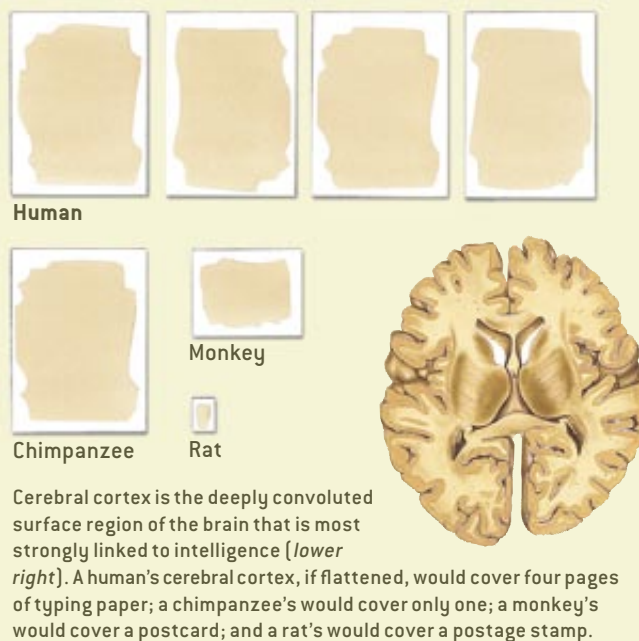 Human
Monkey
Chimpanzee
Rat
Cerebral cortex is the deeply convoluted
surface region of the brain that is most
strongly linked to intelligence (lower
right). A human's cerebral cortex, if flattened, would cover four pages
of typing paper; a chimpanzee's would cover only one; a monkey's
would cover a postcard; and a rat's would cover a postage stamp.